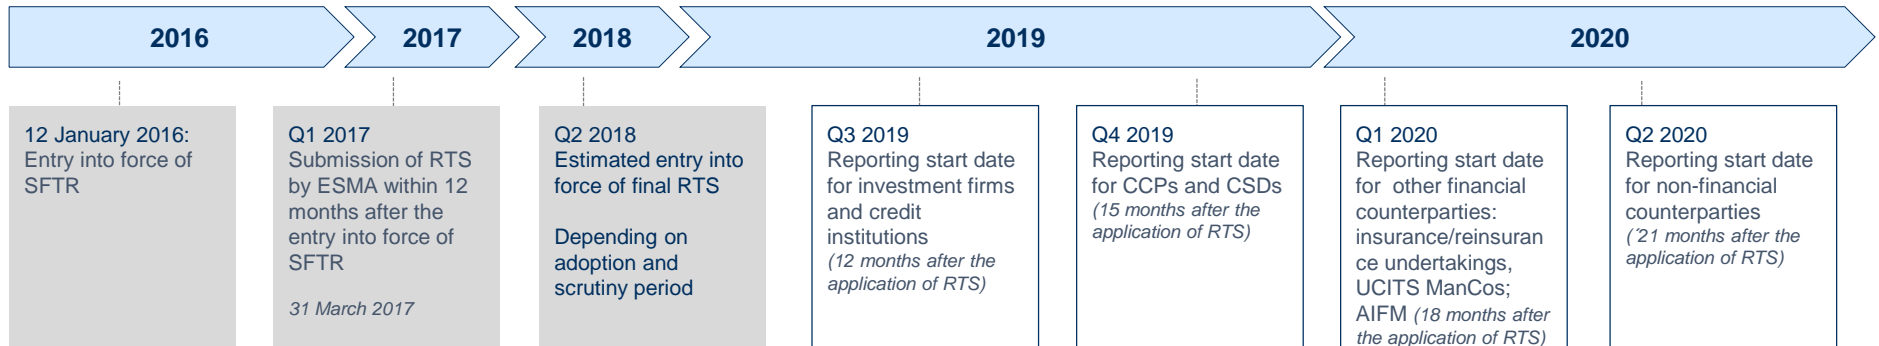 2016
2017
2018
2019
2020
12 January 2016:
Entry into force of
SFTR
Q1 2017
Submission of RTS
by ESMA within 12
months after the
entry into force of
SFTR
31 March 2017
Q2 2018
Estimated entry into
force of final RTS
Depending on
adoption and
scrutiny period
Q3 2019
Reporting start date
for investment firms
and credit
institutions
(12 months after the
application of RTS)
Q4 2019
Reporting start date
for CCPs and CSDs
(15 months after the
application of RTS)
Q1 2020
Reporting start date
for other financial
counterparties:
insurance/reinsuran
ce undertakings,
UCITS ManCos;
AIFM (18 months after
the application of RTS)
Q2 2020
Reporting start date
for non-financial
counterparties
(´21 months after the
application of RTS)